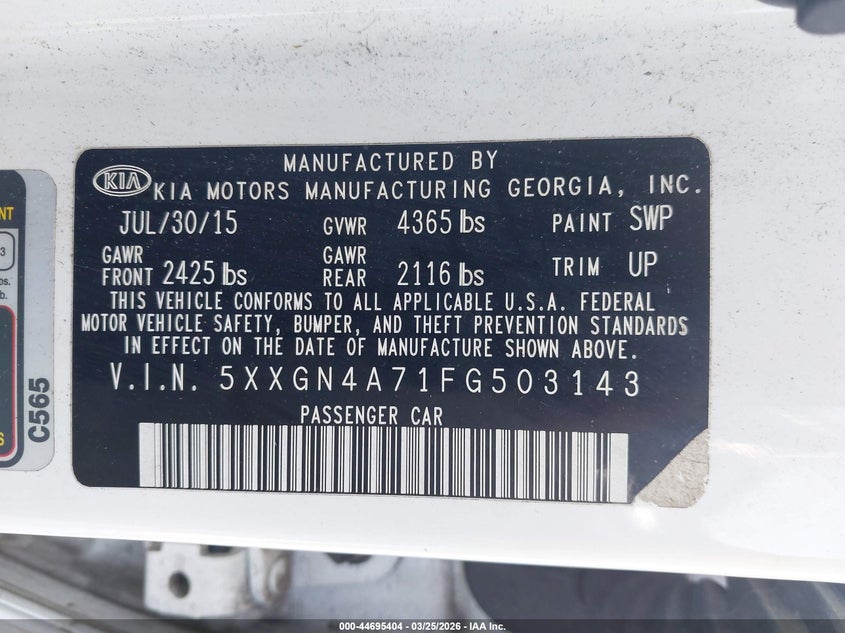 MANUFACTURED BY
KIA KIA MOTORS MANUFACTURING GEORGIA, INC.
JUL/30/15 GVWR 4365 lbs PAINT SWP
GAWR FRONT 2425 lbs GAWR REAR 2116 lbs TRIM UP
THIS VEHICLE CONFORMS TO ALL APPLICABLE U.S.A. FEDERAL
MOTOR VEHICLE SAFETY, BUMPER, AND THEFT PREVENTION STANDARDS
IN EFFECT ON THE DATE OF MANUFACTURE SHOWN ABOVE.
V.I.N. 5XXGN4A71FG503143
PASSENGER CAR
NT
3
os.
b.
S
C565
000-44695404 - 03/25/2026 - IAA Inc.